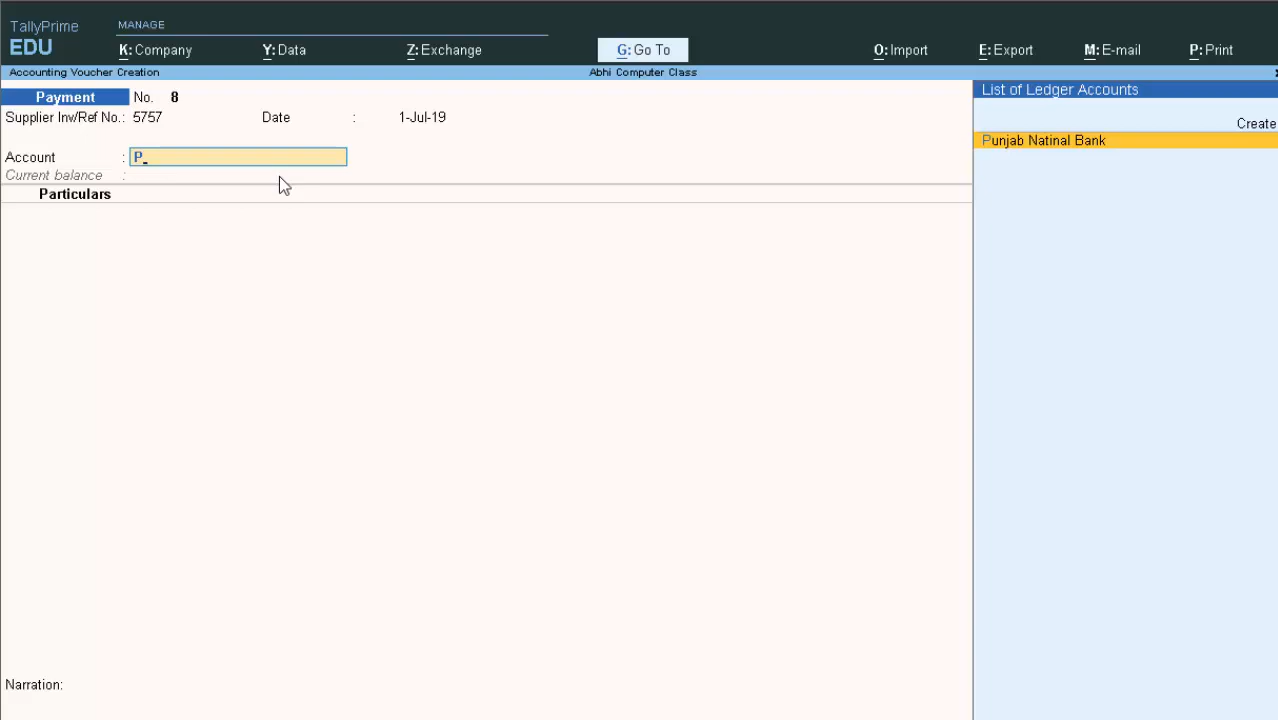 TallyPrime
EDU
MANAGE
K: Company
Y: Data
Z: Exchange
G: Go To
O: Import
E: Export
M: E-mail
P: Print
Accounting Voucher Creation
Abhi Computer Class
Payment No. 8
Supplier Inv/Ref No.: 5757 Date : 1-Jul-19
Account : P
Current balance :
Particulars
List of Ledger Accounts
Create
Punjab Natinal Bank
Narration: